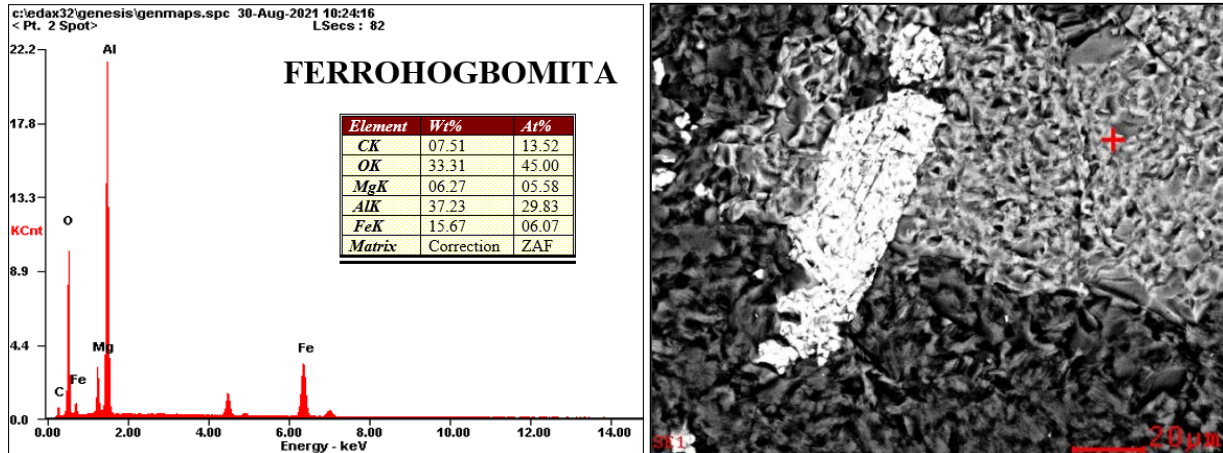 c:\edax32\genesis\genmaps.spc 30-Aug-2021 10:24:16
< Pt. 2 Spot> LSecs : 82
22.2
17.8
13.3
KCnt
8.9
4.4
0.0
Al
O
Mg
Fe
C
Fe
FERROHOGBOMITA
Element Wt% At%
CK 07.51 13.52
OK 33.31 45.00
MgK 06.27 05.58
AlK 37.23 29.83
FeK 15.67 06.07
Matrix Correction ZAF
0.00 2.00 4.00 6.00 8.00 10.00 12.00 14.00
Energy - keV
SE1
20µm